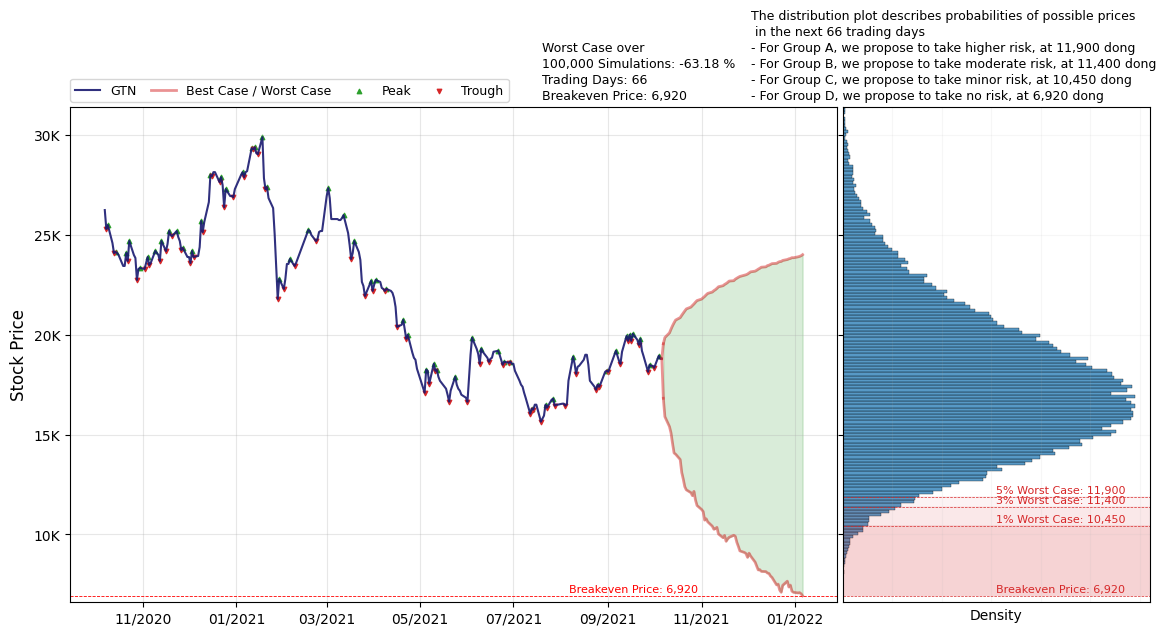 The distribution plot describes probabilities of possible prices
in the next 66 trading days
- For Group A, we propose to take higher risk, at 11,900 dong
- For Group B, we propose to take moderate risk, at 11,400 dong
- For Group C, we propose to take minor risk, at 10,450 dong
- For Group D, we propose to take no risk, at 6,920 dong
Worst Case over
100,000 Simulations: -63.18 %
Trading Days: 66
Breakeven Price: 6,920
GTN
Best Case / Worst Case
Peak
Trough
Stock Price
30K
25K
20K
15K
10K
Breakeven Price: 6,920
11/2020
01/2021
03/2021
05/2021
07/2021
09/2021
11/2021
01/2022
5% Worst Case: 11,900
3% Worst Case: 11,400
1% Worst Case: 10,450
Breakeven Price: 6,920
Density